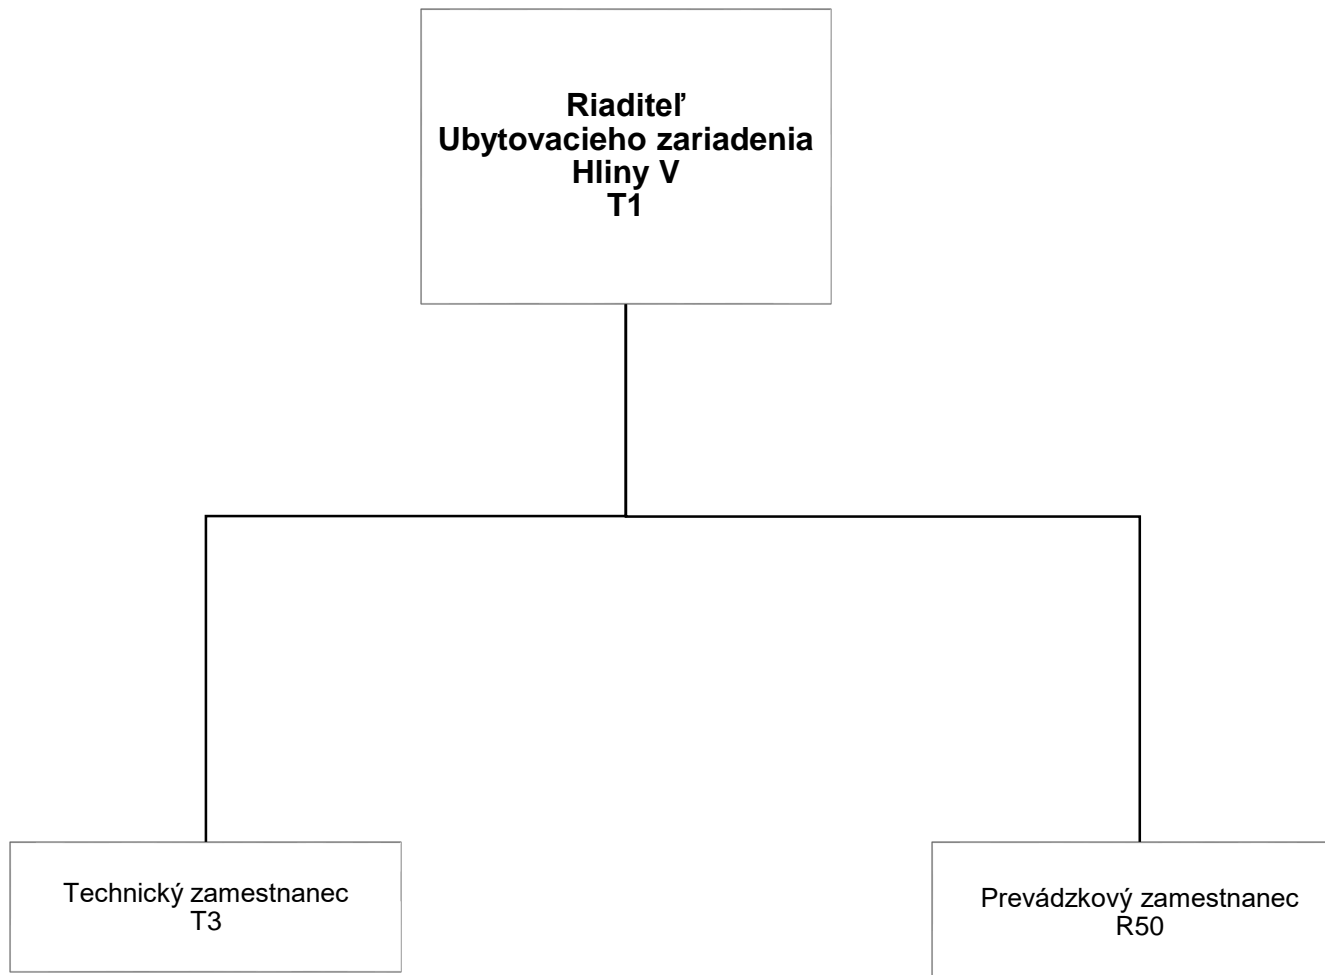 Riaditeľ
Ubytovacieho zariadenia
Hliny V
T1
Technický zamestnanec
T3
Prevádzkový zamestnanec
R50